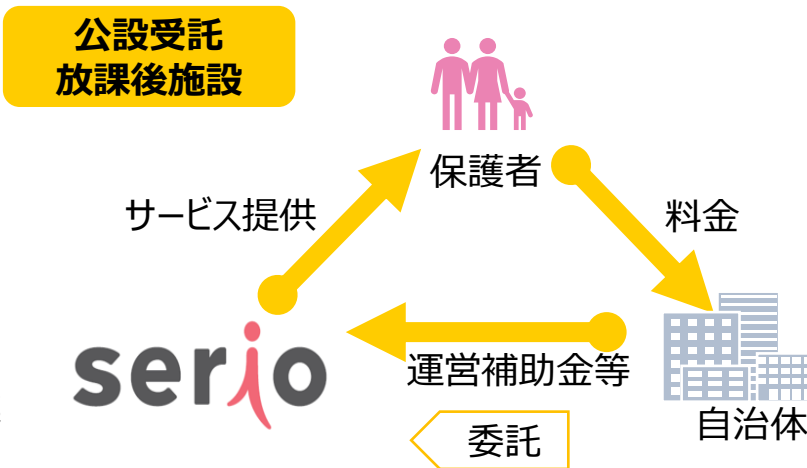 公設受託
放課後施設
保護者
サービス提供
料金
serio
運営補助金等
自治体
委託